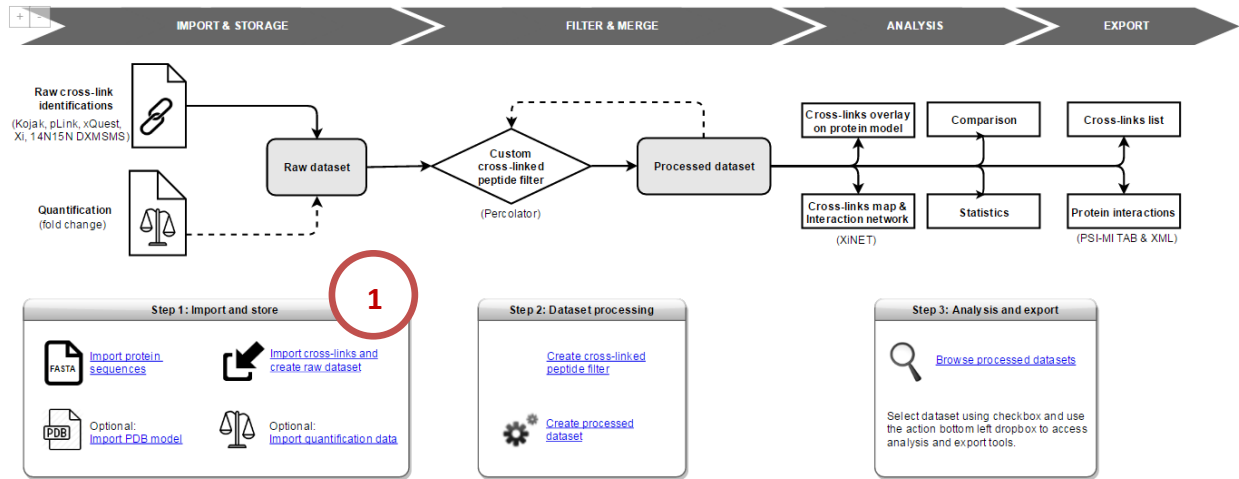 + -
IMPORT & STORAGE
FILTER & MERGE
ANALYSIS
EXPORT
Raw cross-link
identifications
(Kojak, pLink, xQuest,
Xi, 14N15N DXMSMS)
Quantification
(fold change)
Raw dataset
Custom
cross-linked
peptide filter
(Percolator)
Processed dataset
Cross-links overlay
on protein model
Cross-links map &
Interaction network
(XiNET)
Comparison
Statistics
Cross-links list
Protein interactions
(PSI-MI TAB & XML)
1
Step 1: Import and store
FASTA
Import protein
sequences
Import cross-links and
create raw dataset
PDB
Optional:
Import PDB model
Optional:
Import quantification data
Step 2: Dataset processing
Create cross-linked
peptide filter
Create processed
dataset
Step 3: Analysis and export
Browse processed datasets
Select dataset using checkbox and use
the action bottom left dropbox to access
analysis and export tools.